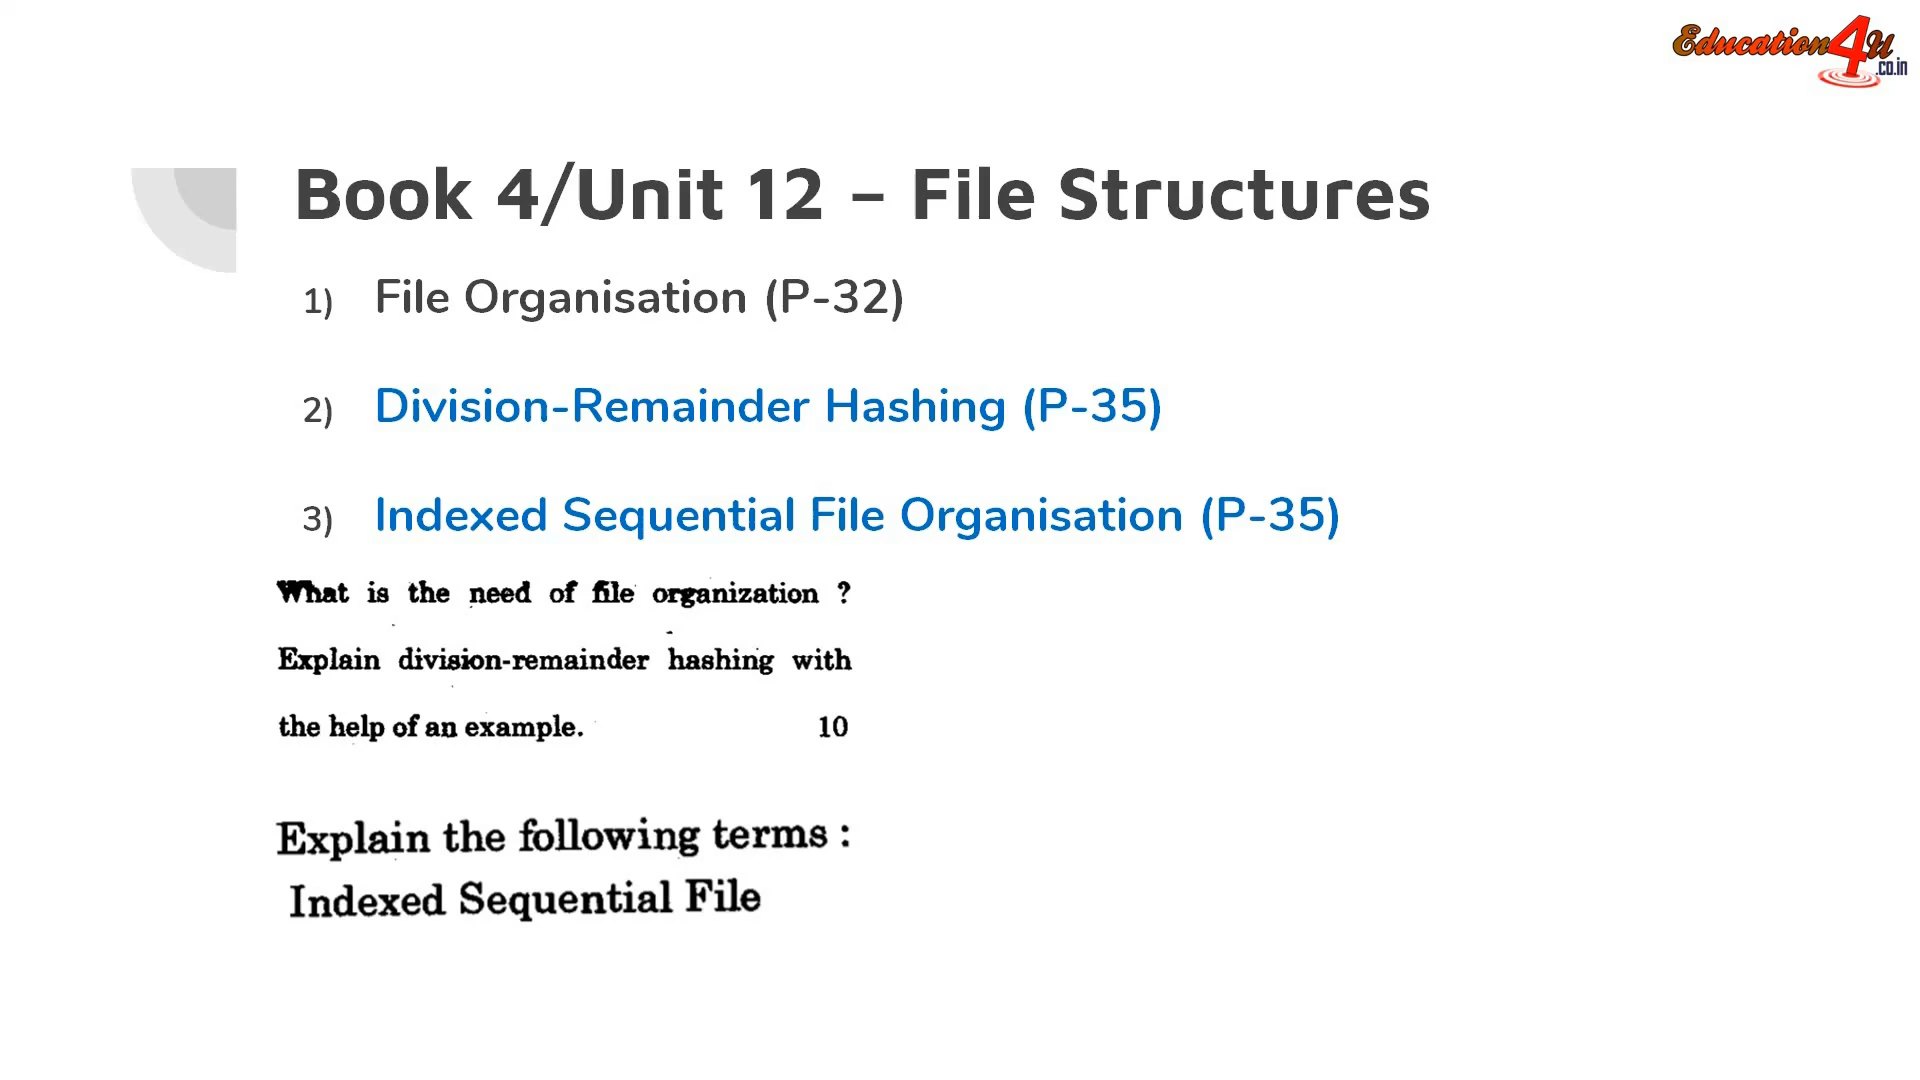 Education4U
.co.in
Book 4/Unit 12 – File Structures
1) File Organisation (P-32)
2) Division-Remainder Hashing (P-35)
3) Indexed Sequential File Organisation (P-35)
What is the need of file organization ?
Explain division-remainder hashing with
the help of an example. 10
Explain the following terms :
Indexed Sequential File